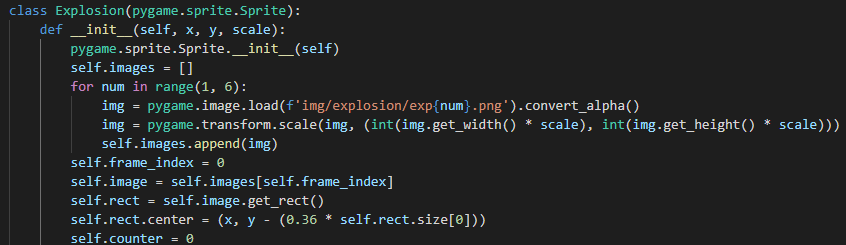 class Explosion(pygame.sprite.Sprite):
    def __init__(self, x, y, scale):
        pygame.sprite.Sprite.__init__(self)
        self.images = []
        for num in range(1, 6):
            img = pygame.image.load(f'img/explosion/exp{num}.png').convert_alpha()
            img = pygame.transform.scale(img, (int(img.get_width() * scale), int(img.get_height() * scale)))
            self.images.append(img)
        self.frame_index = 0
        self.image = self.images[self.frame_index]
        self.rect = self.image.get_rect()
        self.rect.center = (x, y - (0.36 * self.rect.size[0]))
        self.counter = 0